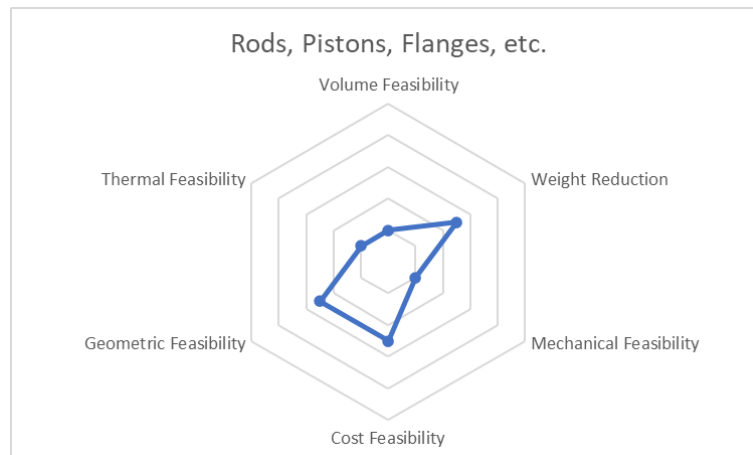 Rods, Pistons, Flanges, etc.
Volume Feasibility
Thermal Feasibility
Weight Reduction
Geometric Feasibility
Mechanical Feasibility
Cost Feasibility